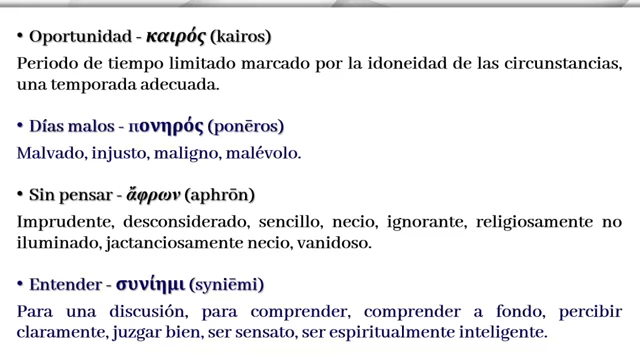 • Oportunidad - καιρός (kairos)
Periodo de tiempo limitado marcado por la idoneidad de las circunstancias,
una temporada adecuada.
• Días malos - πονηρός (ponēros)
Malvado, injusto, maligno, malévolo.
• Sin pensar - ἄφρων (aphrōn)
Imprudente, desconsiderado, sencillo, necio, ignorante, religiosamente no
iluminado, jactanciosamente necio, vanidoso.
• Entender - συνίημι (syniēmi)
Para una discusión, para comprender, comprender a fondo, percibir
claramente, juzgar bien, ser sensato, ser espiritualmente inteligente.